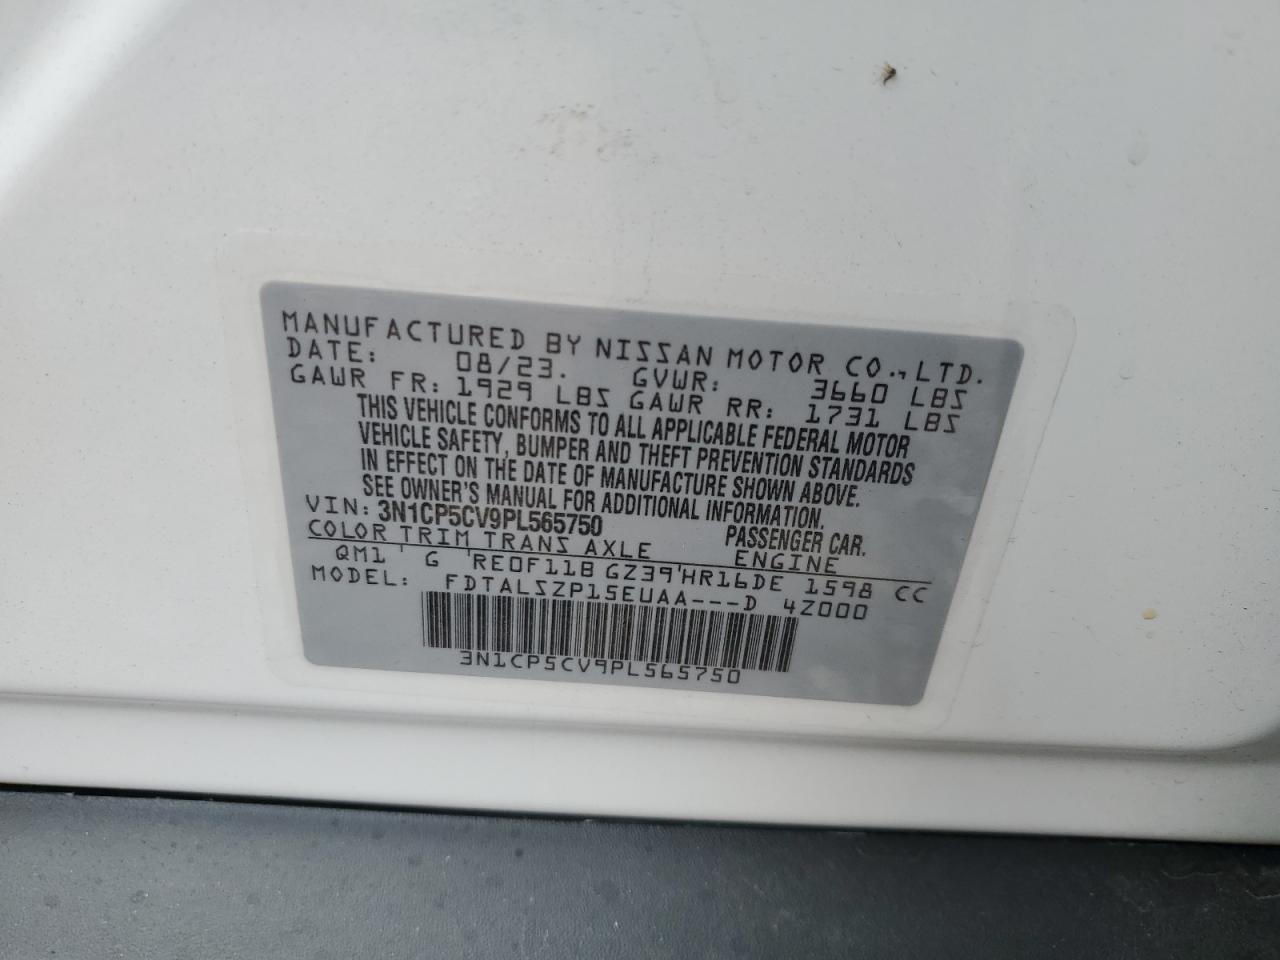 MANUFACTURED BY NISSAN MOTOR CO., LTD.
DATE: 08/23. GVWR: 3660 LBS
GAWR FR: 1929 LBS GAWR RR: 1731 LBS
THIS VEHICLE CONFORMS TO ALL APPLICABLE FEDERAL MOTOR
VEHICLE SAFETY, BUMPER AND THEFT PREVENTION STANDARDS
IN EFFECT ON THE DATE OF MANUFACTURE SHOWN ABOVE.
SEE OWNER'S MANUAL FOR ADDITIONAL INFORMATION.
VIN: 3N1CP5CV9PL565750 PASSENGER CAR.
COLOR TRIM TRANS AXLE ENGINE
QM1 ' G 'RE0F11B GZ39'HR16DE 1598 CC
MODEL: FDTALSZP15EUAA---D 4Z000
3N1CP5CV9PL565750